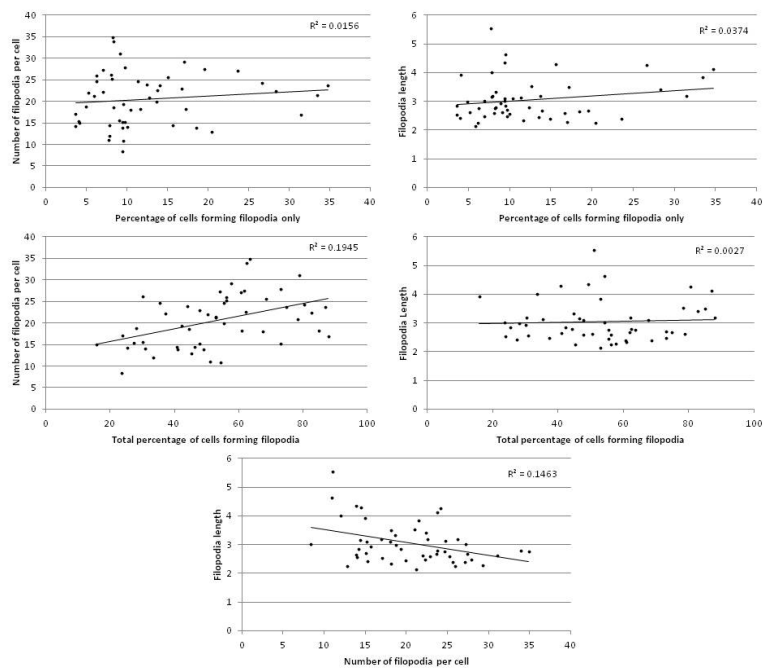 R² = 0.0156
Number of filopodia per cell
40
35
30
25
20
15
10
5
0
0 5 10 15 20 25 30 35 40
Percentage of cells forming filopodia only
R² = 0.0374
Filopodia length
6
5
4
3
2
1
0
0 5 10 15 20 25 30 35 40
Percentage of cells forming filopodia only
R² = 0.1945
Number of filopodia per cell
40
35
30
25
20
15
10
5
0
0 20 40 60 80 100
Total percentage of cells forming filopodia
R² = 0.0027
Filopodia Length
6
5
4
3
2
1
0
0 20 40 60 80 100
Total percentage of cells forming filopodia
R² = 0.1463
Filopodia length
6
5
4
3
2
1
0
0 5 10 15 20 25 30 35 40
Number of filopodia per cell